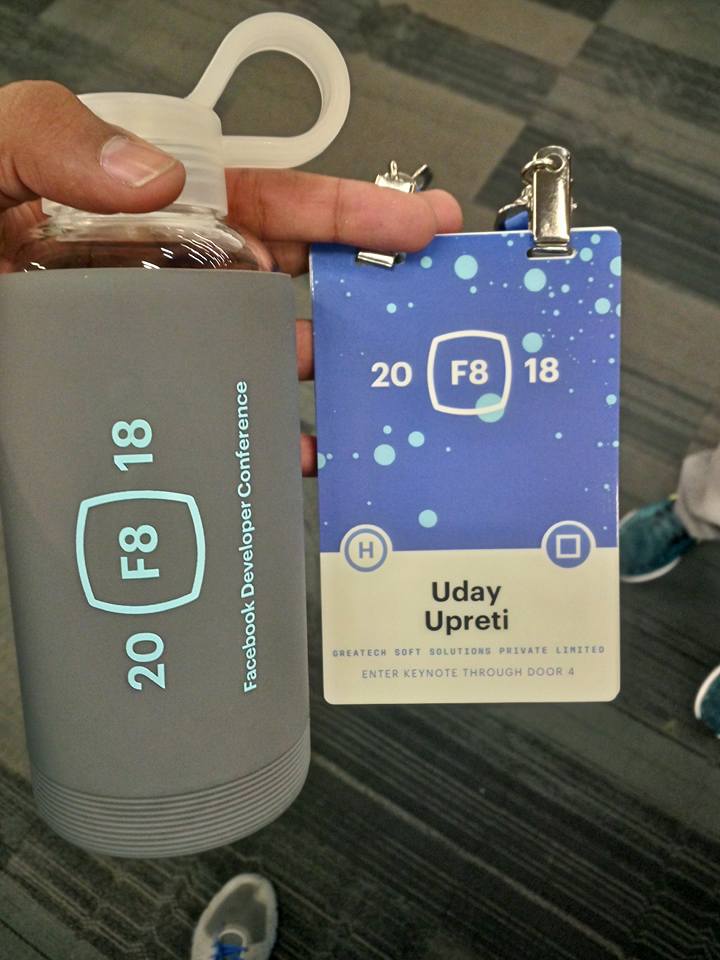 20 F8 18
Facebook Developer Conference
20 F8 18
H
Uday
Upreti
GREATECH SOFT SOLUTIONS PRIVATE LIMITED
ENTER KEYNOTE THROUGH DOOR 4